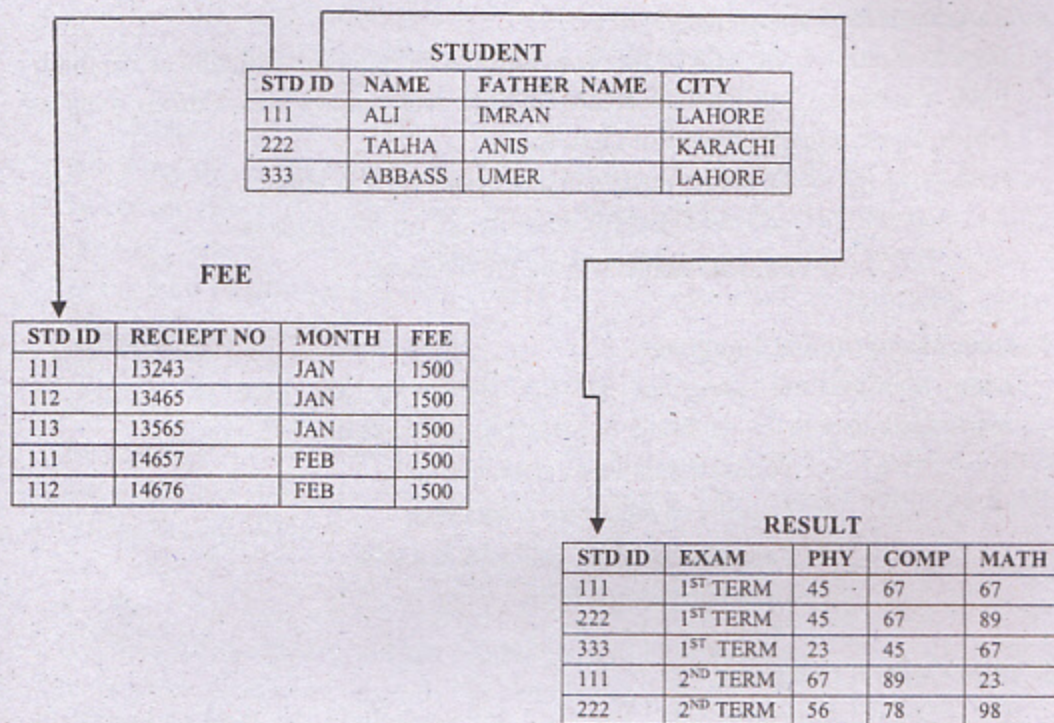 STUDENT
STD ID NAME FATHER NAME CITY
111 ALI IMRAN LAHORE
222 TALHA ANIS KARACHI
333 ABBASS UMER LAHORE
FEE
STD ID RECIEPT NO MONTH FEE
111 13243 JAN 1500
112 13465 JAN 1500
113 13565 JAN 1500
111 14657 FEB 1500
112 14676 FEB 1500
RESULT
STD ID EXAM PHY COMP MATH
111 1ST TERM 45 67 67
222 1ST TERM 45 67 89
333 1ST TERM 23 45 67
111 2ND TERM 67 89 23
222 2ND TERM 56 78 98